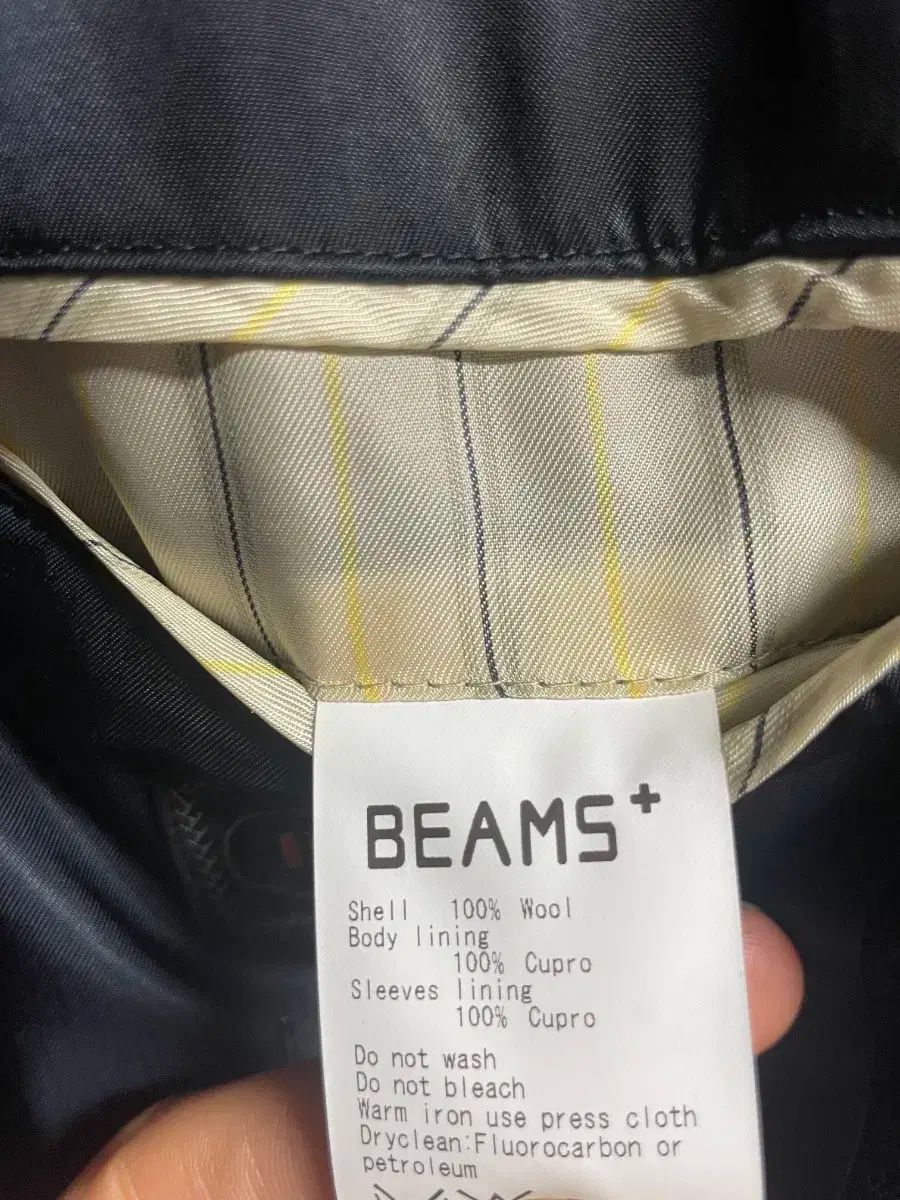 BEAMS+
Shell 100% Wool
Body lining
100% Cupro
Sleeves lining
100% Cupro
Do not wash
Do not bleach
Warm iron use press cloth
Dryclean:Fluorocarbon or
petroleum